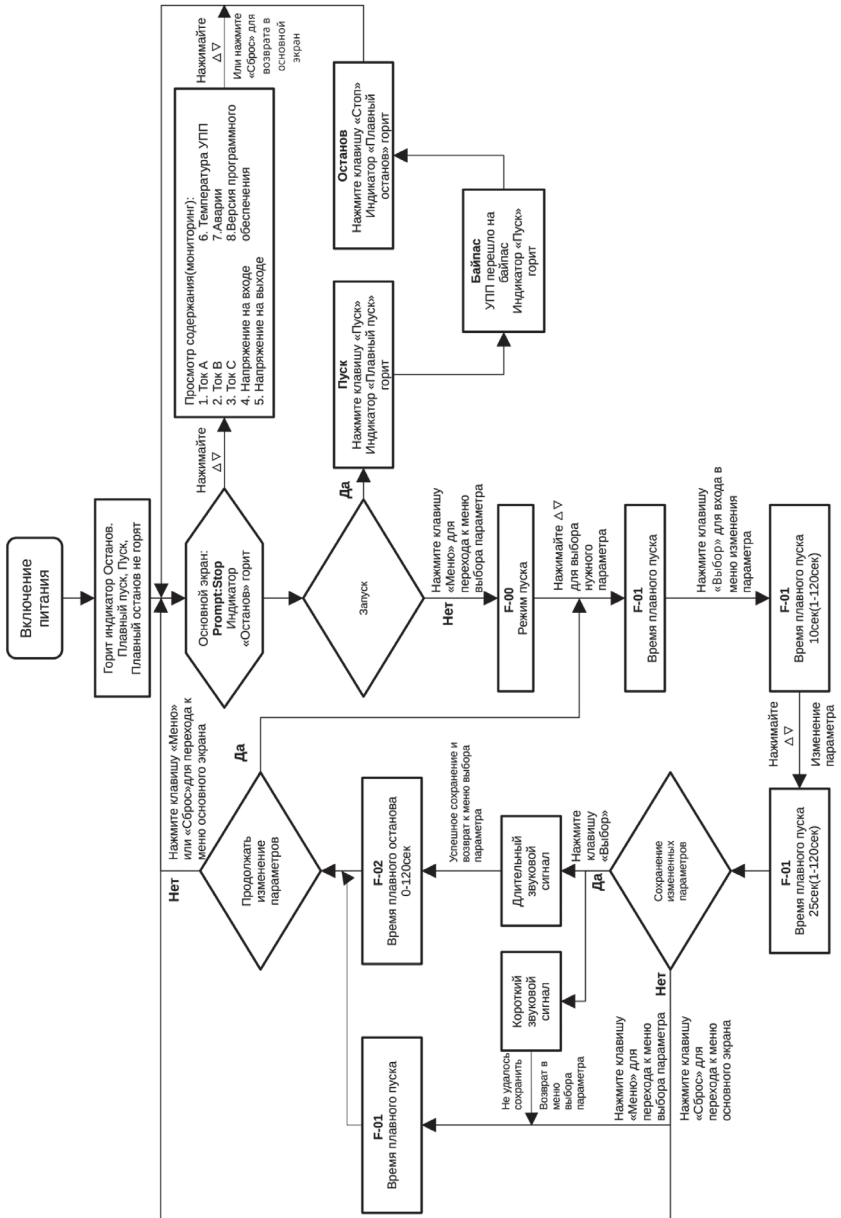 Включение
питания
Горит индикатор Останов.
Плавный пуск, Пуск,
Плавный останов не горят
Основной экран:
Prompt:Stop
Индикатор
«Останов» горит
Нажимайте
△ ▽
Просмотр содержания(мониторинг):
1. Ток А
2. Ток В
3. Ток С
4. Напряжение на входе
5. Напряжение на выходе
6. Температура УПП
7.Аварии
8.Версия программного
обеспечения
Нажимайте
△ ▽
Или нажмите
«Сброс» для
возврата в
основной
экран
Запуск
Да
Пуск
Нажмите клавишу «Пуск»
Индикатор «Плавный пуск»
горит
Байпас
УПП перешло на
байпас
Индикатор «Пуск»
горит
Останов
Нажмите клавишу «Стоп»
Индикатор «Плавный
останов» горит
Нет
Нажмите клавишу
«Меню» для
перехода к меню
выбора параметра
F-00
Режим пуска
Нажимайте △ ▽
для выбора
нужного
параметра
F-01
Время плавного пуска
Нажмите клавишу
«Выбор» для входа в
меню изменения
параметра
F-01
Время плавного пуска
10сек(1-120сек)
Нажимайте
△ ▽
Изменение
параметра
F-01
Время плавного пуска
25сек(1-120сек)
Сохранение
измененных
параметров
Да
Нажмите
клавишу
«Выбор»
Длительный
звуковой
сигнал
Успешное сохранение и
возврат к меню выбора
параметра
Короткий
звуковой
сигнал
Не удалось
сохранить
Возврат в
меню
выбора
параметра
Нет
Нажмите клавишу
«Меню» для
перехода к меню
выбора параметра
Нажмите клавишу
«Сброс» для
перехода к меню
основного экрана
F-01
Время плавного пуска
F-02
Время плавного останова
0-120сек
Продолжать
изменение
параметров
Да
Нет
Нажмите клавишу «Меню»
или «Сброс»для перехода к
меню основного экрана